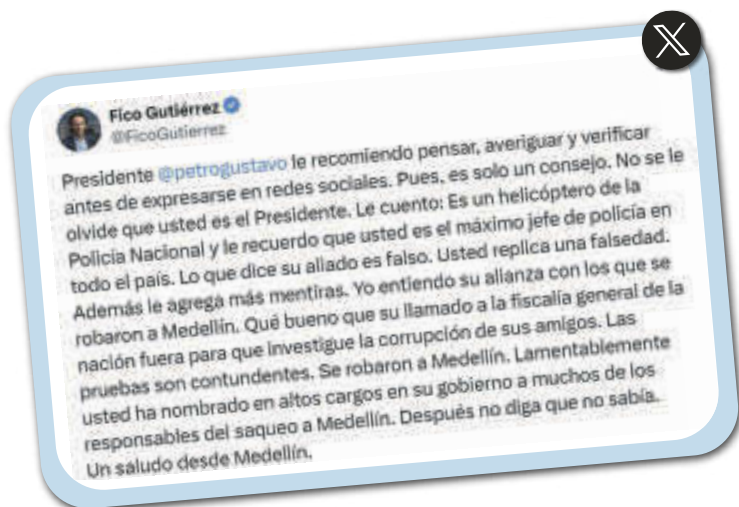 Fico Gutiérrez
@FicoGutierrez
Presidente @petrogustavo le recomiendo pensar, averiguar y verificar
antes de expresarse en redes sociales. Pues, es solo un consejo. No se le
olvide que usted es el Presidente. Le cuento: Es un helicóptero de la
Policía Nacional y le recuerdo que usted es el máximo jefe de policía en
todo el país. Lo que dice su aliado es falso. Usted replica una falsedad.
Además le agrega más mentiras. Yo entiendo su alianza con los que se
robaron a Medellín. Qué bueno que su llamado a la fiscalía general de la
nación fuera para que investigue la corrupción de sus amigos. Las
pruebas son contundentes. Se robaron a Medellín. Lamentablemente
usted ha nombrado en altos cargos en su gobierno a muchos de los
responsables del saqueo a Medellín. Después no diga que no sabía.
Un saludo desde Medellín.